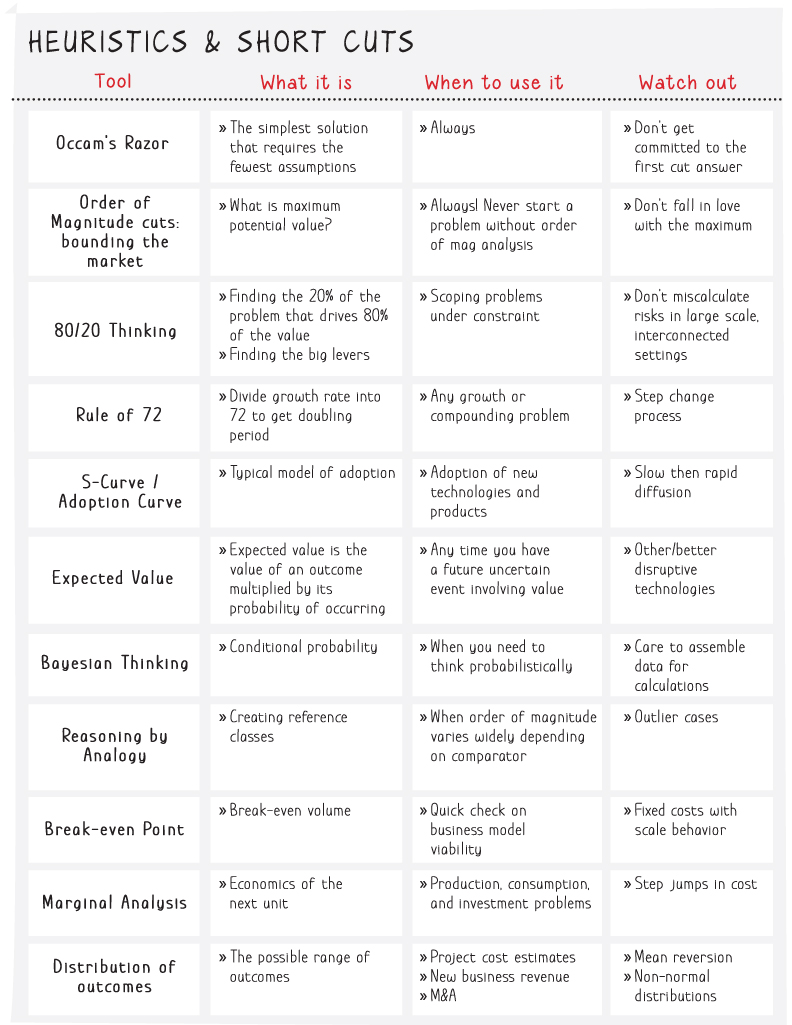 HEURISTICS & SHORT CUTS
Tool
What it is
When to use it
Watch out
Occam's Razor
» The simplest solution
that requires the
fewest assumptions
» Always
» Don't get
committed to the
first cut answer
Order of
Magnitude cuts:
bounding the
market
» What is maximum
potential value?
» Always! Never start a
problem without order
of mag analysis
» Don't fall in love
with the maximum
80/20 Thinking
» Finding the 20% of the
problem that drives 80%
of the value
» Finding the big levers
» Scoping problems
under constraint
» Don't miscalculate
risks in large scale,
interconnected
settings
Rule of 72
» Divide growth rate into
72 to get doubling
period
» Any growth or
compounding problem
» Step change
process
S-Curve /
Adoption Curve
» Typical model of adoption
» Adoption of new
technologies and
products
» Slow then rapid
diffusion
Expected Value
» Expected value is the
value of an outcome
multiplied by its
probability of occurring
» Any time you have
a future uncertain
event involving value
» Other/better
disruptive
technologies
Bayesian Thinking
» Conditional probability
» When you need to
think probabilistically
» Care to assemble
data for
calculations
Reasoning by
Analogy
» Creating reference
classes
» When order of magnitude
varies widely depending
on comparator
» Outlier cases
Break-even Point
» Break-even volume
» Quick check on
business model
viability
» Fixed costs with
scale behavior
Marginal Analysis
» Economics of the
next unit
» Production, consumption,
and investment problems
» Step jumps in cost
Distribution of
outcomes
» The possible range of
outcomes
» Project cost estimates
» New business revenue
» M&A
» Mean reversion
» Non-normal
distributions